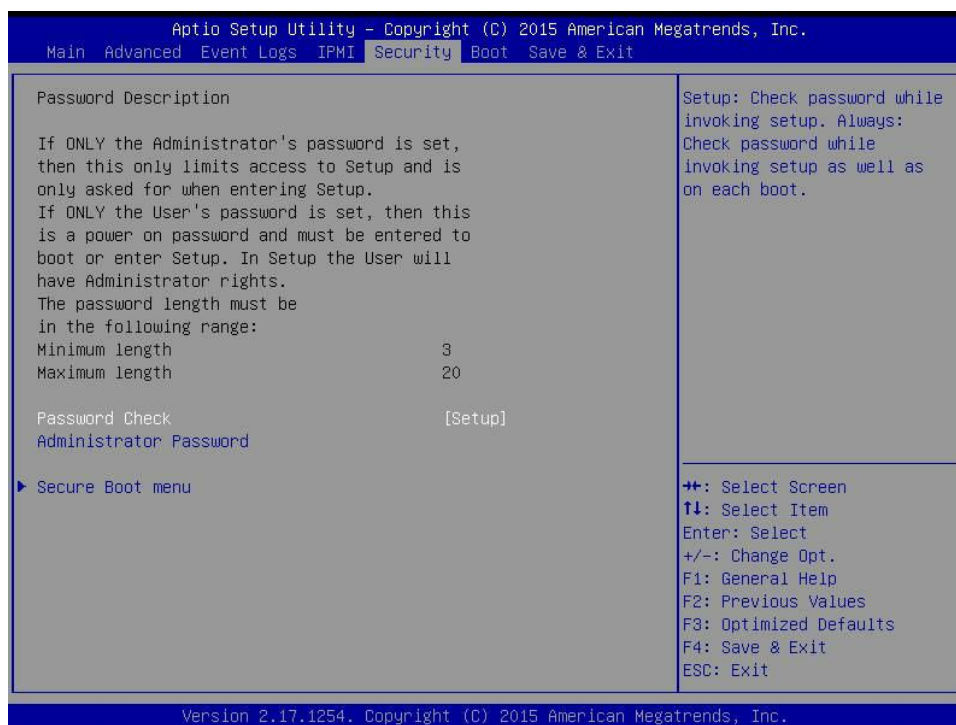 Aptio Setup Utility – Copyright (C) 2015 American Megatrends, Inc.
Main Advanced Event Logs IPMI Security Boot Save & Exit
Password Description
If ONLY the Administrator's password is set,
then this only limits access to Setup and is
only asked for when entering Setup.
If ONLY the User's password is set, then this
is a power on password and must be entered to
boot or enter Setup. In Setup the User will
have Administrator rights.
The password length must be
in the following range:
Minimum length 3
Maximum length 20
Password Check [Setup]
Administrator Password
Secure Boot menu
Setup: Check password while
invoking setup. Always:
Check password while
invoking setup as well as
on each boot.
→←: Select Screen
↑↓: Select Item
Enter: Select
+/-: Change Opt.
F1: General Help
F2: Previous Values
F3: Optimized Defaults
F4: Save & Exit
ESC: Exit
Version 2.17.1254. Copyright (C) 2015 American Megatrends, Inc.